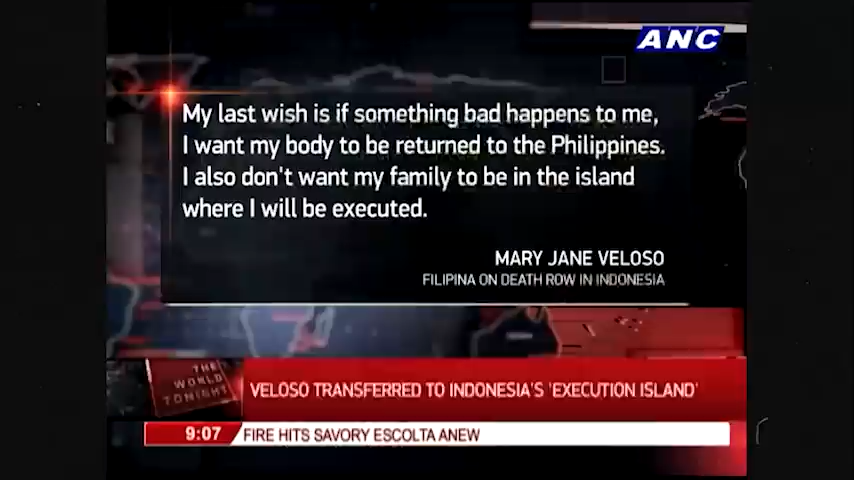 ANC
My last wish is if something bad happens to me,
I want my body to be returned to the Philippines.
I also don't want my family to be in the island
where I will be executed.
MARY JANE VELOSO
FILIPINA ON DEATH ROW IN INDONESIA
THE
WORLD
TONIGHT
VELOSO TRANSFERRED TO INDONESIA'S 'EXECUTION ISLAND'
9:07 FIRE HITS SAVORY ESCOLTA ANEW